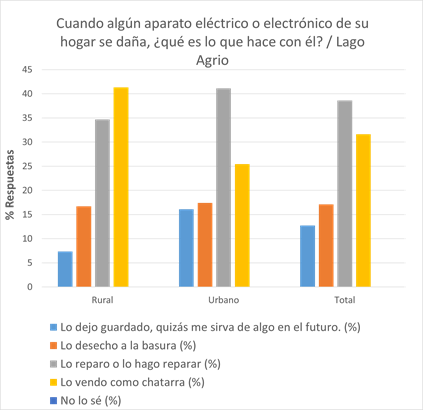 Cuando algún aparato eléctrico o electrónico de su
hogar se daña, ¿qué es lo que hace con él? / Lago
Agrio
45
40
35
30
25
20
15
10
5
0
% Respuestas
Rural Urbano Total
Lo dejo guardado, quizás me sirva de algo en el futuro. (%)
Lo desecho a la basura (%)
Lo reparo o lo hago reparar (%)
Lo vendo como chatarra (%)
No lo sé (%)